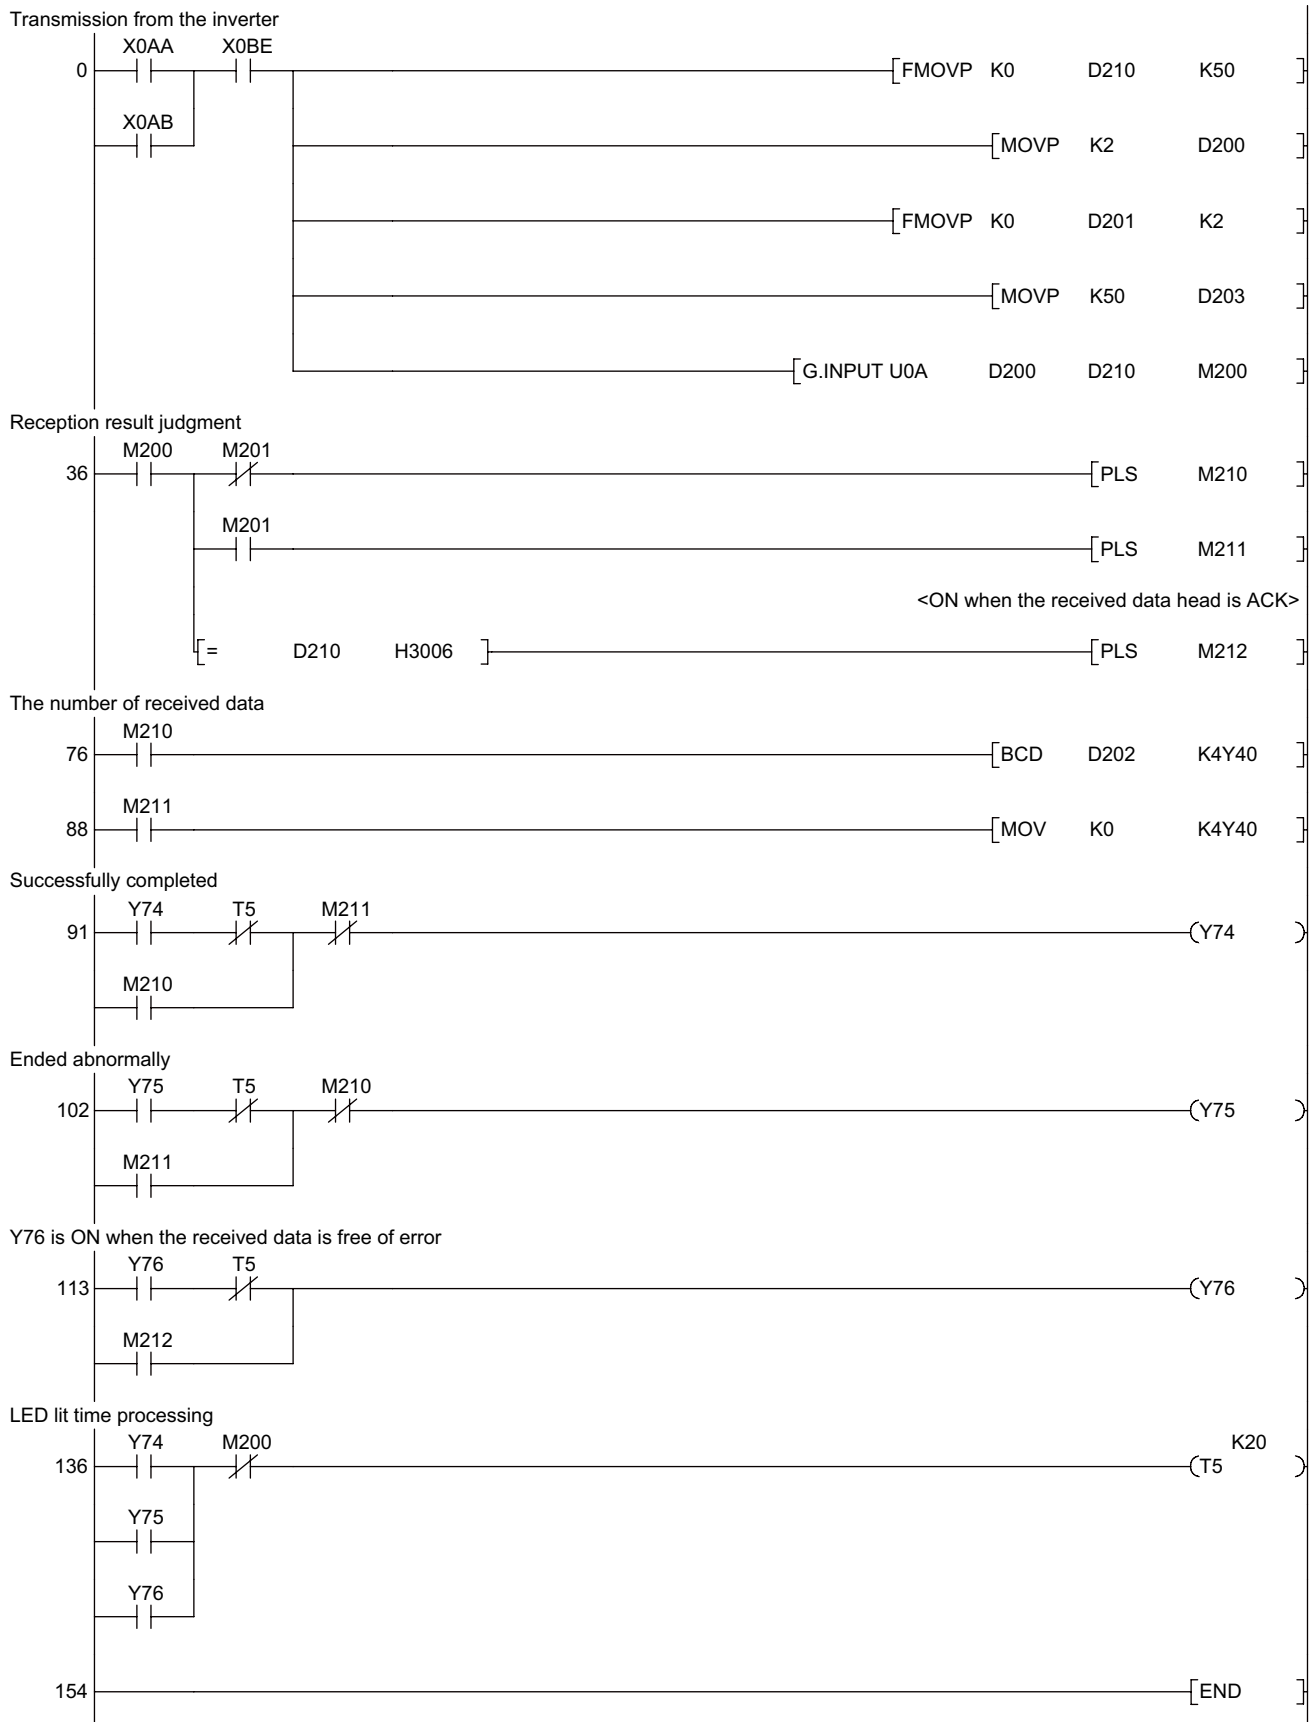 Transmission from the inverter
X0AA X0BE
0 FMOVP K0 D210 K50
X0AB
MOVP K2 D200
FMOVP K0 D201 K2
MOVP K50 D203
G.INPUT U0A D200 D210 M200
Reception result judgment
M200 M201
36 PLS M210
M201
PLS M211
<ON when the received data head is ACK>
= D210 H3006 PLS M212
The number of received data
M210
76 BCD D202 K4Y40
M211
88 MOV K0 K4Y40
Successfully completed
Y74 T5 M211
91 Y74
M210
Ended abnormally
Y75 T5 M210
102 Y75
M211
Y76 is ON when the received data is free of error
Y76 T5
113 Y76
M212
LED lit time processing
Y74 M200 K20
136 T5
Y75
Y76
154 END